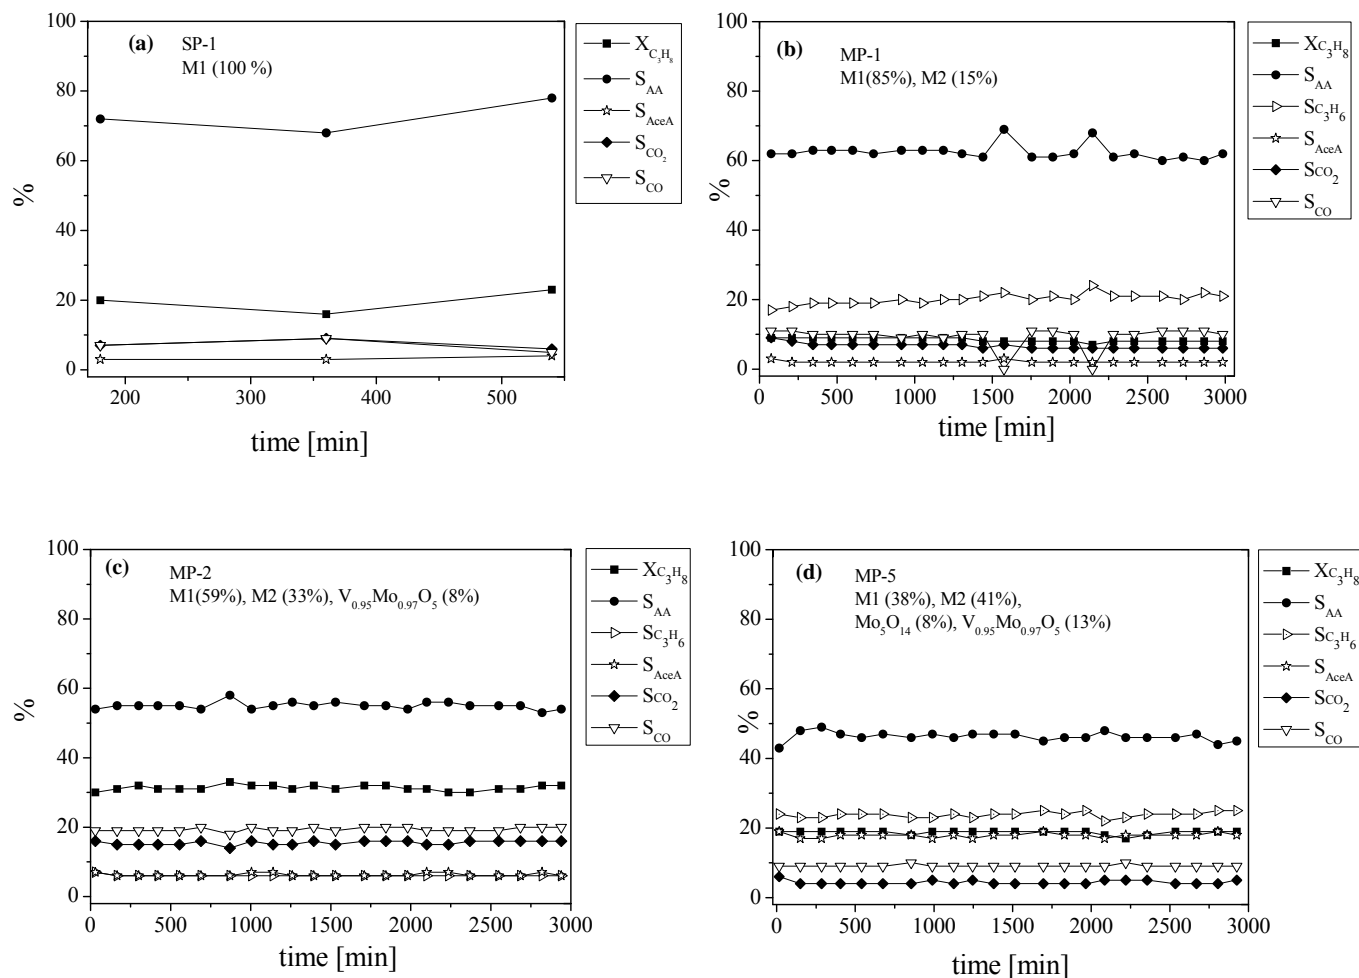 (a) SP-1
M1 (100 %)
X_C3H8
S_AA
S_AceA
S_CO2
S_CO
100
80
60
40
20
0
%
200 300 400 500
time [min]
(b) MP-1
M1(85%), M2 (15%)
X_C3H8
S_AA
S_C3H6
S_AceA
S_CO2
S_CO
100
80
60
40
20
0
%
0 500 1000 1500 2000 2500 3000
time [min]
(c) MP-2
M1(59%), M2 (33%), V0.95Mo0.97O5 (8%)
X_C3H8
S_AA
S_C3H6
S_AceA
S_CO2
S_CO
100
80
60
40
20
0
%
0 500 1000 1500 2000 2500 3000
time [min]
(d) MP-5
M1 (38%), M2 (41%),
Mo5O14 (8%), V0.95Mo0.97O5 (13%)
X_C3H8
S_AA
S_C3H6
S_AceA
S_CO2
S_CO
100
80
60
40
20
0
%
0 500 1000 1500 2000 2500 3000
time [min]